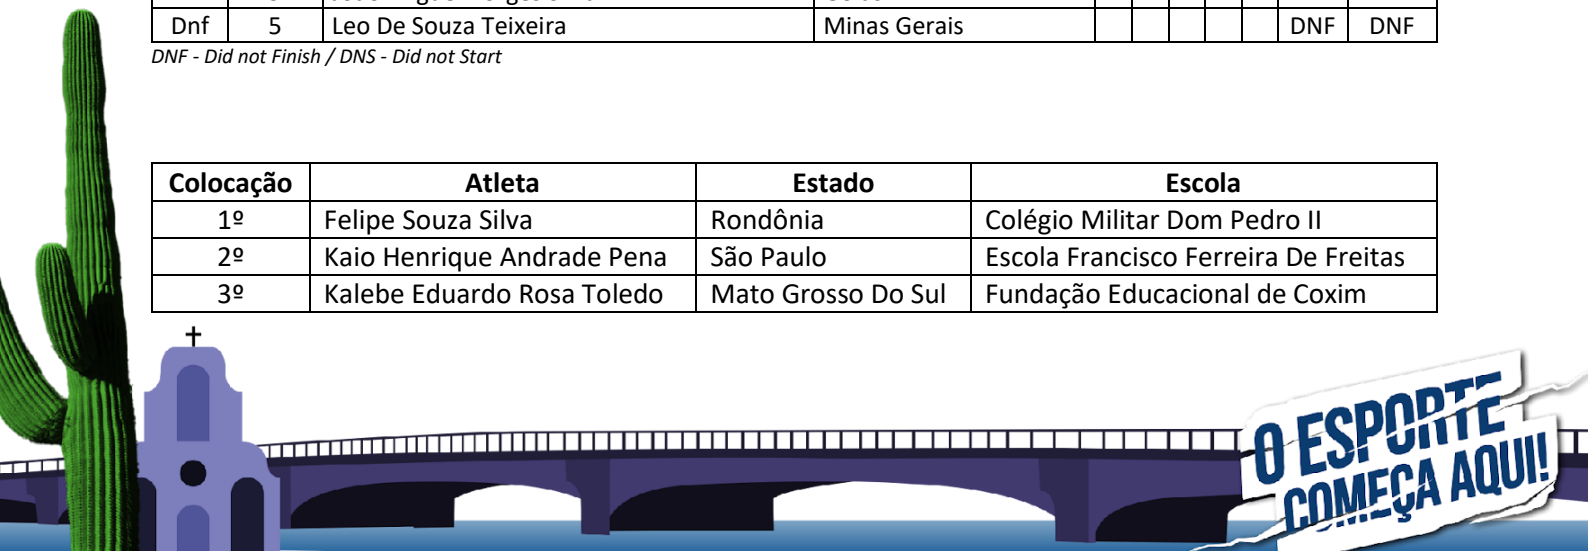 Dnf 5 Leo De Souza Teixeira Minas Gerais DNF DNF
DNF - Did not Finish / DNS - Did not Start
Colocação Atleta Estado Escola
1º Felipe Souza Silva Rondônia Colégio Militar Dom Pedro II
2º Kaio Henrique Andrade Pena São Paulo Escola Francisco Ferreira De Freitas
3º Kalebe Eduardo Rosa Toledo Mato Grosso Do Sul Fundação Educacional de Coxim
O ESPORTE
COMEÇA AQUI!